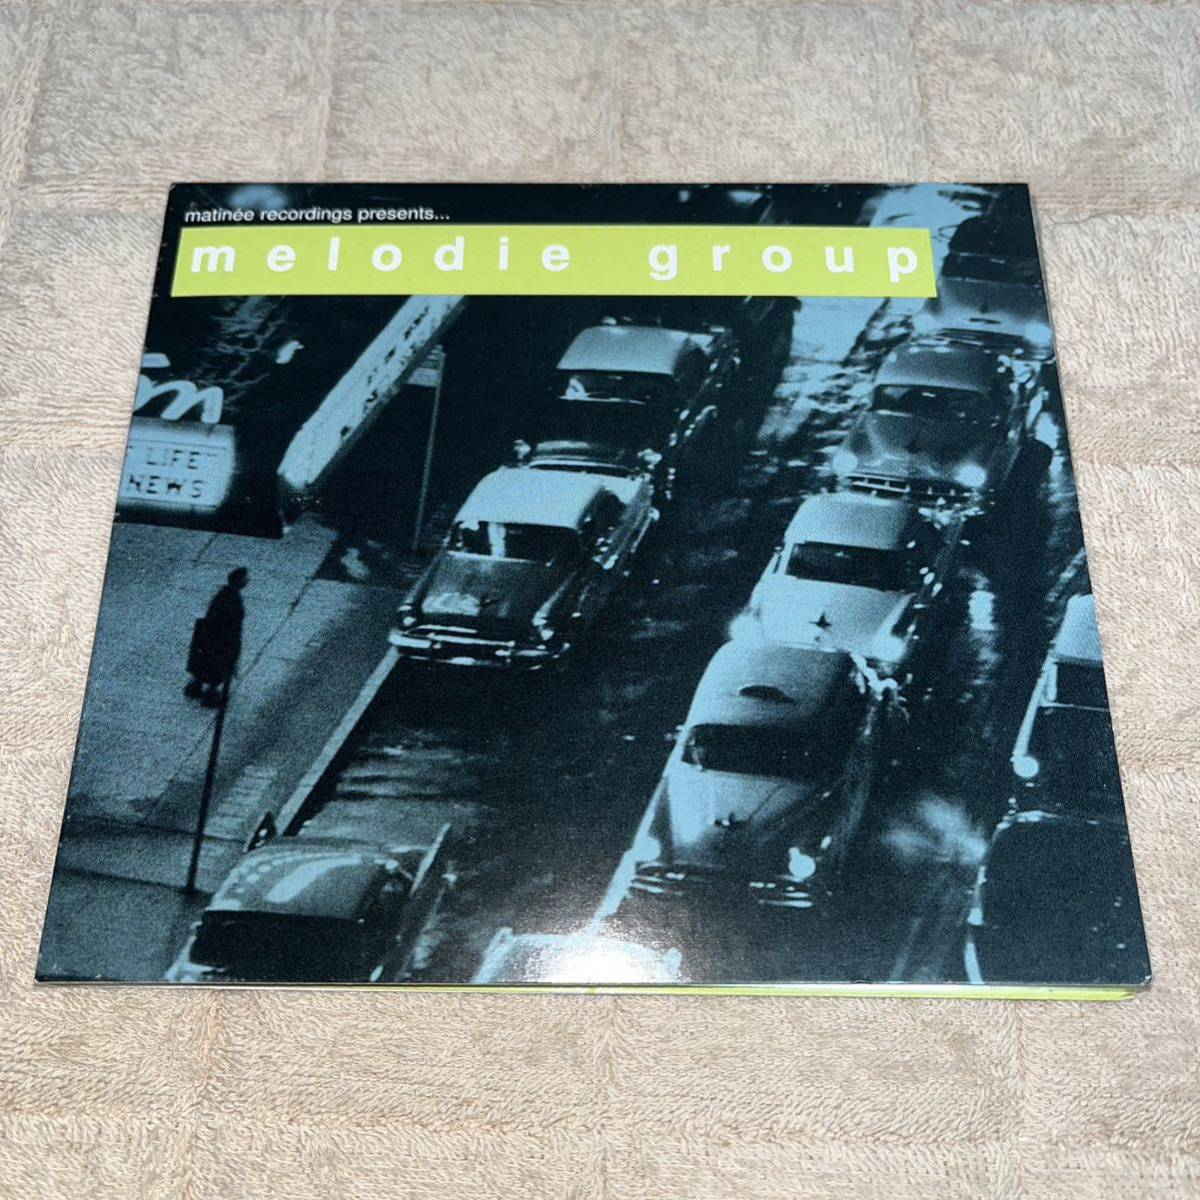 matinée recordings presents...
melodie group
LIFE
NEWS